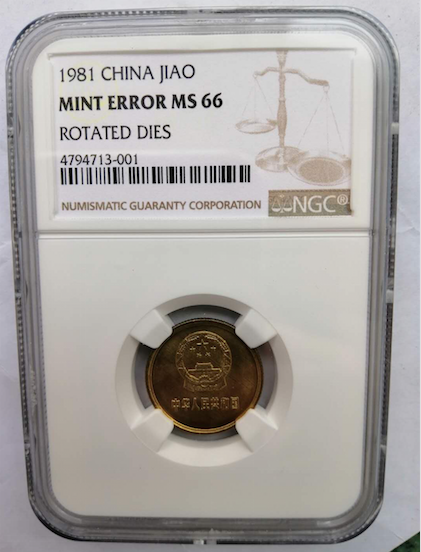 1981 CHINA JIAO
MINT ERROR MS 66
ROTATED DIES
4794713-001
NUMISMATIC GUARANTY CORPORATION
NGC®
中华人民共和国